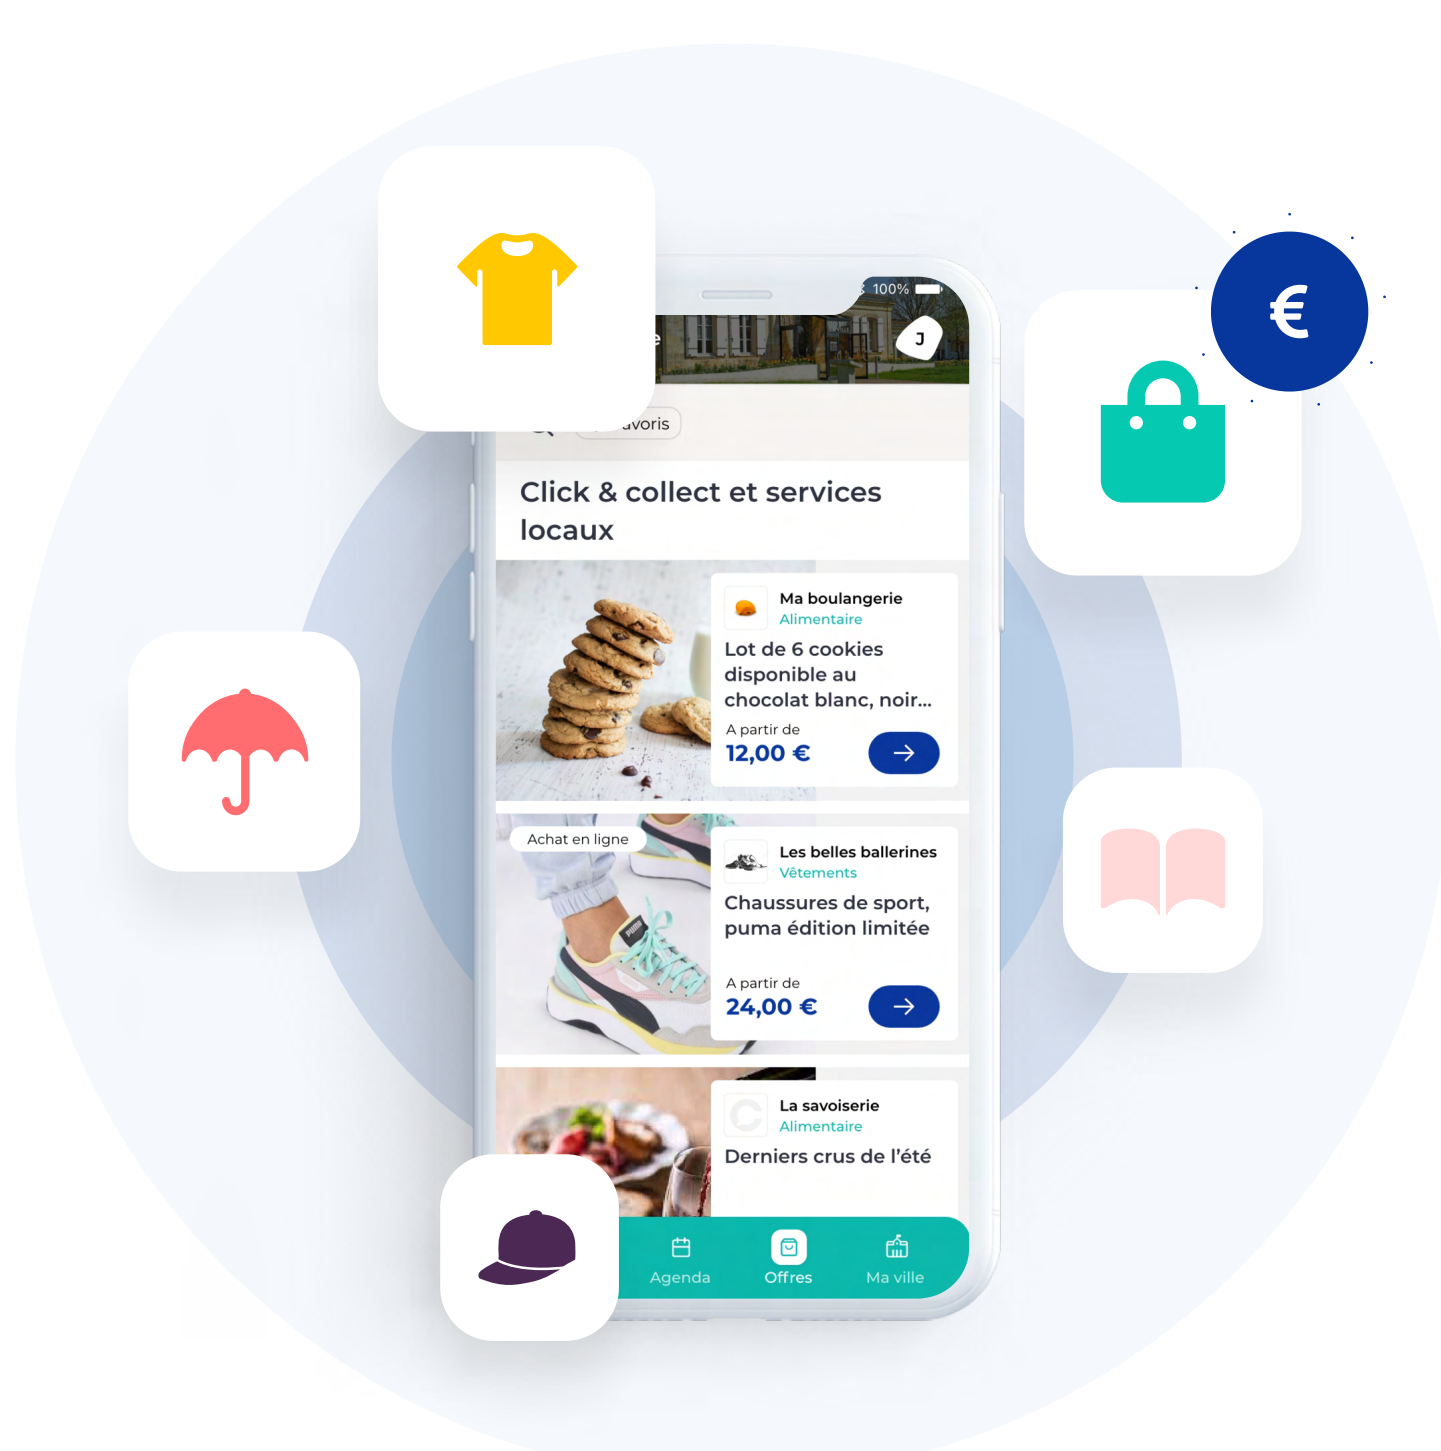 100%
J
€
Click & collect et services
locaux
Ma boulangerie
Alimentaire
Lot de 6 cookies
disponible au
chocolat blanc, noir...
A partir de
12,00 €
Achat en ligne
Les belles ballerines
Vêtements
Chaussures de sport,
puma édition limitée
PUMA
A partir de
24,00 €
La savoiserie
Alimentaire
Derniers crus de l’été
Agenda
Offres
Ma ville